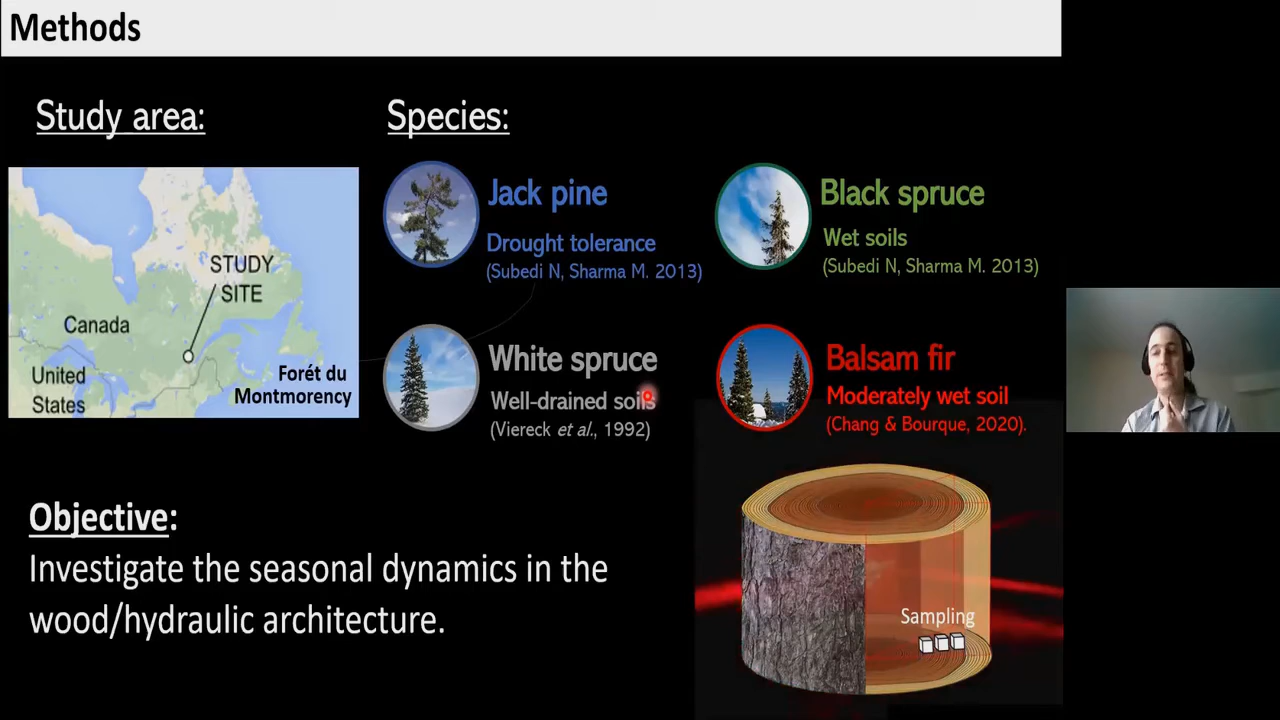 Methods
Study area:
Species:
STUDY
SITE
Canada
United
States
Forét du
Montmorency
Jack pine
Drought tolerance
(Subedi N, Sharma M. 2013)
Black spruce
Wet soils
(Subedi N, Sharma M. 2013)
White spruce
Well-drained soils
(Viereck et al., 1992)
Balsam fir
Moderately wet soil
(Chang & Bourque, 2020).
Objective:
Investigate the seasonal dynamics in the
wood/hydraulic architecture.
Sampling